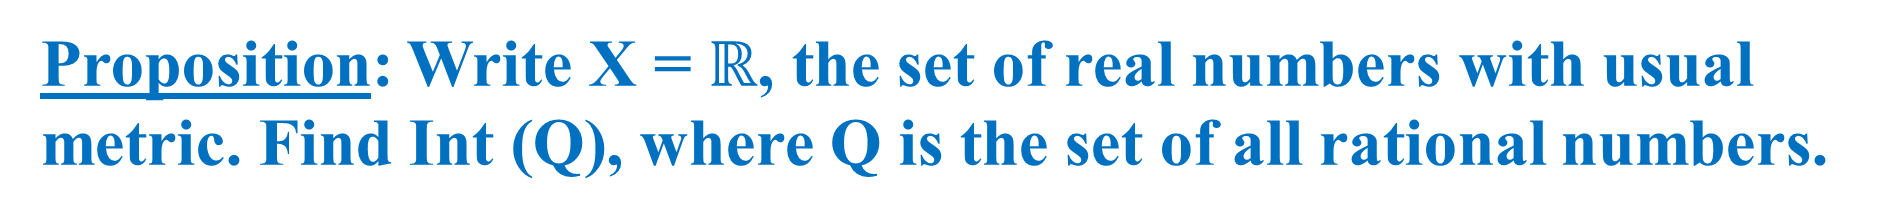 Proposition: Write X = ℝ, the set of real numbers with usual
metric. Find Int (Q), where Q is the set of all rational numbers.